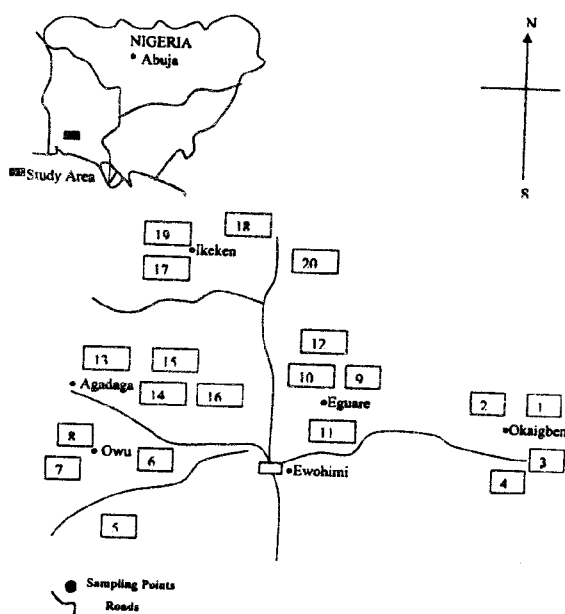 NIGERIA
Abuja
N
S
Study Area
19
18
Ikeken
17
20
12
13
15
10
9
Agadaga
14
16
Eguare
2
1
11
Okaigben
8
Owu
6
3
7
Ewohimi
4
5
Sampling Points
Roads